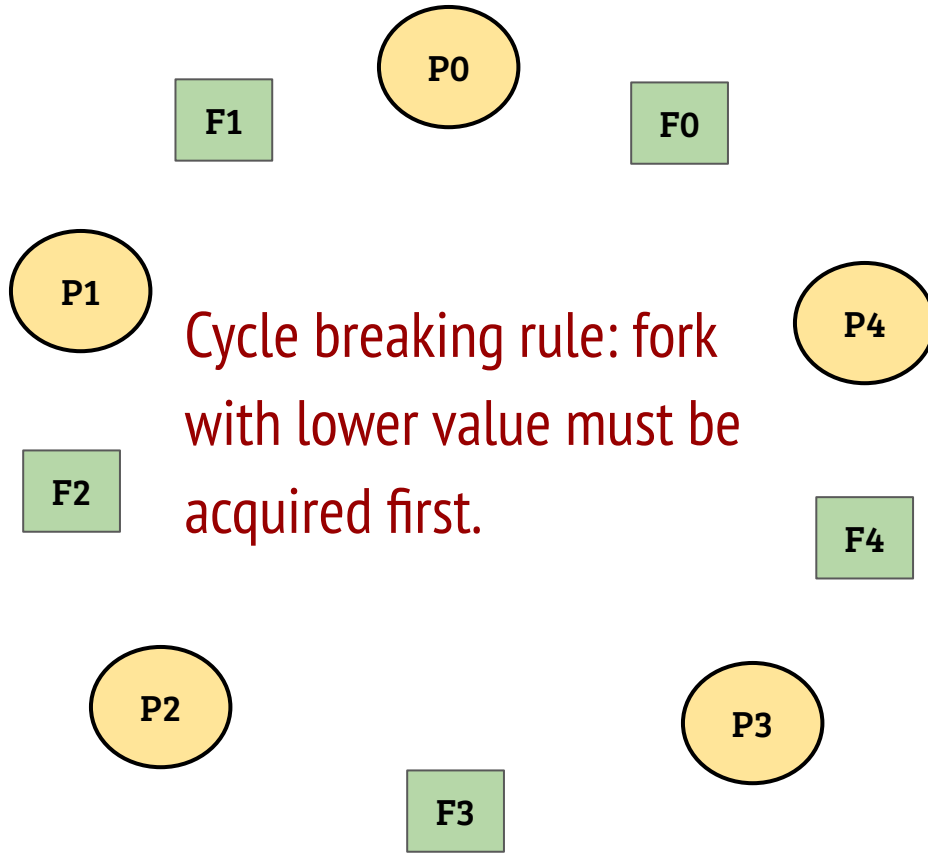 P0
F1
F0
P1
P4
Cycle breaking rule: fork
with lower value must be
acquired first.
F2
F4
P2
P3
F3